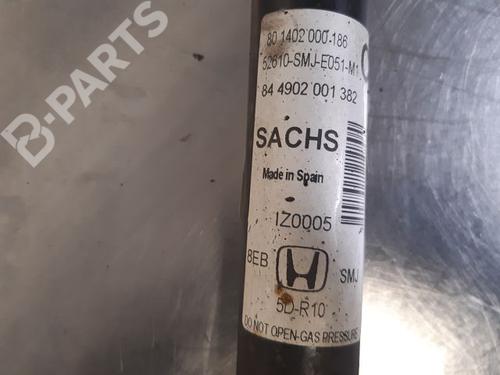 B-PARTS
80 1402 000-186
52610-SMJ-E051-M1
84 4902 001 382
SACHS
Made in Spain
IZ0005
8EB
SMJ
5D-R10
DO NOT OPEN-GAS PRESSURE